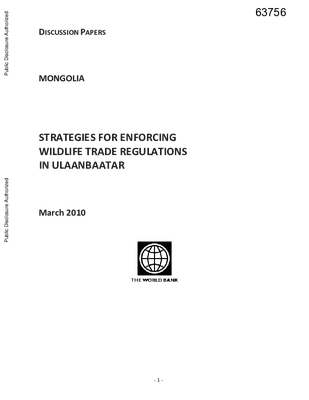 63756
Public Disclosure Authorized
Public Disclosure Authorized
DISCUSSION PAPERS
MONGOLIA
STRATEGIES FOR ENFORCING
WILDLIFE TRADE REGULATIONS
IN ULAANBAATAR
March 2010
THE WORLD BANK
- 1 -